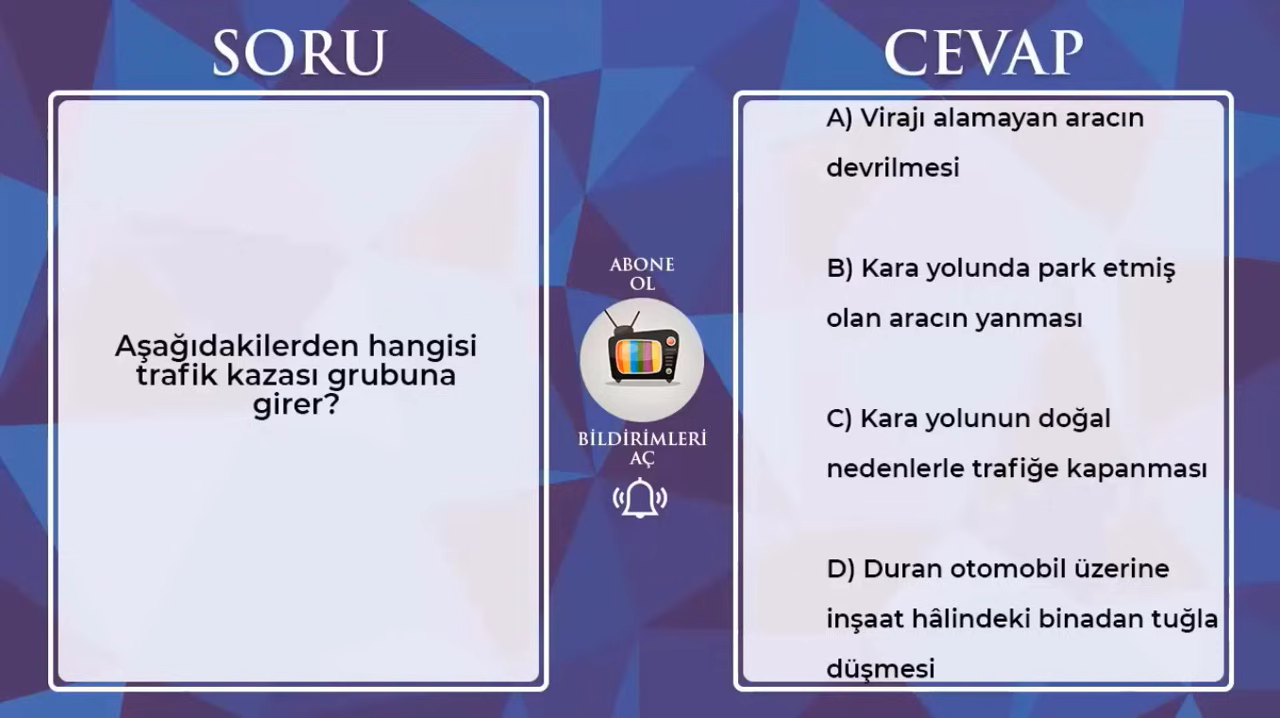 SORU
Aşağıdakilerden hangisi
trafik kazası grubuna
girer?
ABONE
OL
BİLDİRİMLERİ
AÇ
CEVAP
A) Virajı alamayan aracın
devrilmesi
B) Kara yolunda park etmiş
olan aracın yanması
C) Kara yolunun doğal
nedenlerle trafiğe kapanması
D) Duran otomobil üzerine
inşaat hâlindeki binadan tuğla
düşmesi